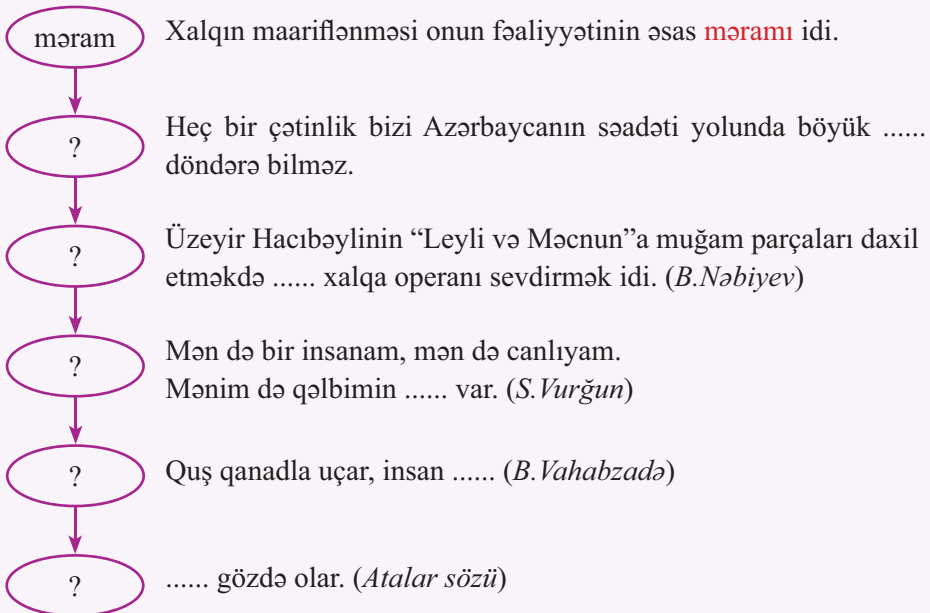 məram
Xalqın maariflənməsi onun fəaliyyətinin əsas məramı idi.
?
Heç bir çətinlik bizi Azərbaycanın səadəti yolunda böyük ......
döndərə bilməz.
?
Üzeyir Hacıbəylinin “Leyli və Məcnun”a muğam parçaları daxil
etməkdə ...... xalqa operanı sevdirmək idi. (B.Nəbiyev)
?
Mən də bir insanam, mən də canlıyam.
Mənim də qəlbimin ...... var. (S.Vurğun)
?
Quş qanadla uçar, insan ...... (B.Vahabzadə)
?
...... gözdə olar. (Atalar sözü)